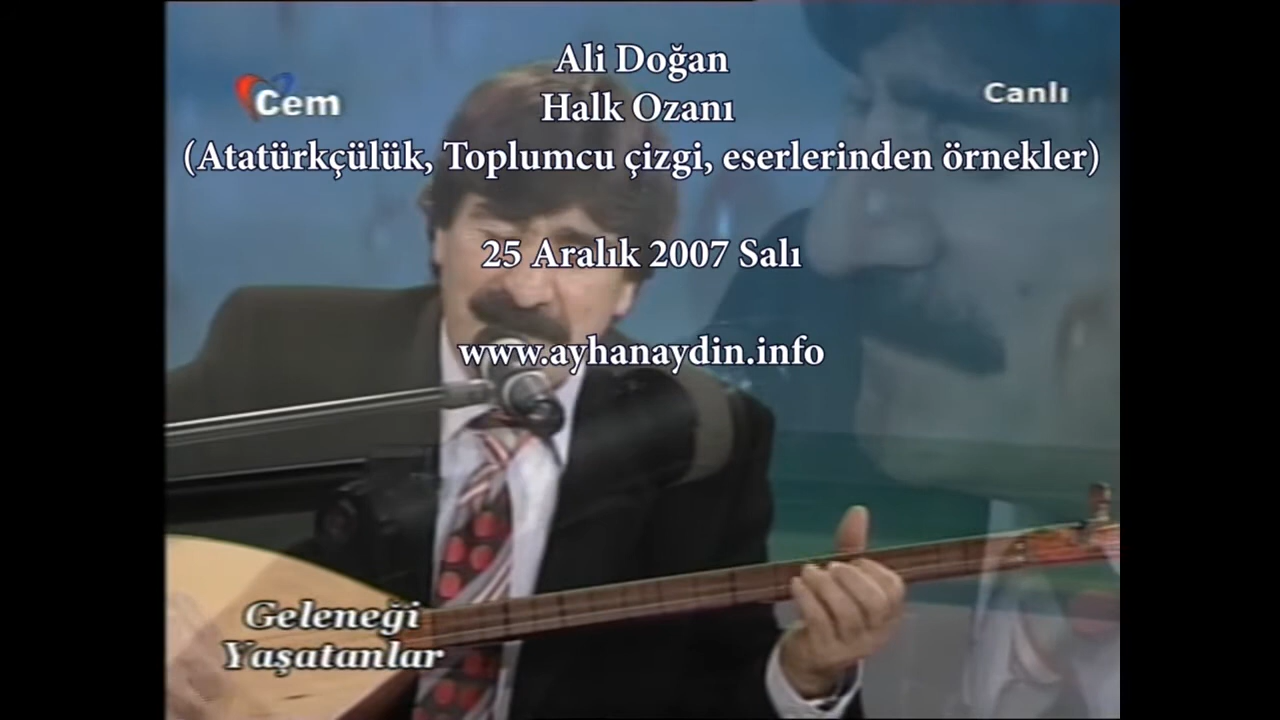 Ali Doğan
Halk Ozanı
Cem
Canlı
(Atatürkçülük, Toplumcu çizgi, eserlerinden örnekler)
25 Aralık 2007 Salı
www.ayhanaydin.info
Geleneği
Yaşatanlar